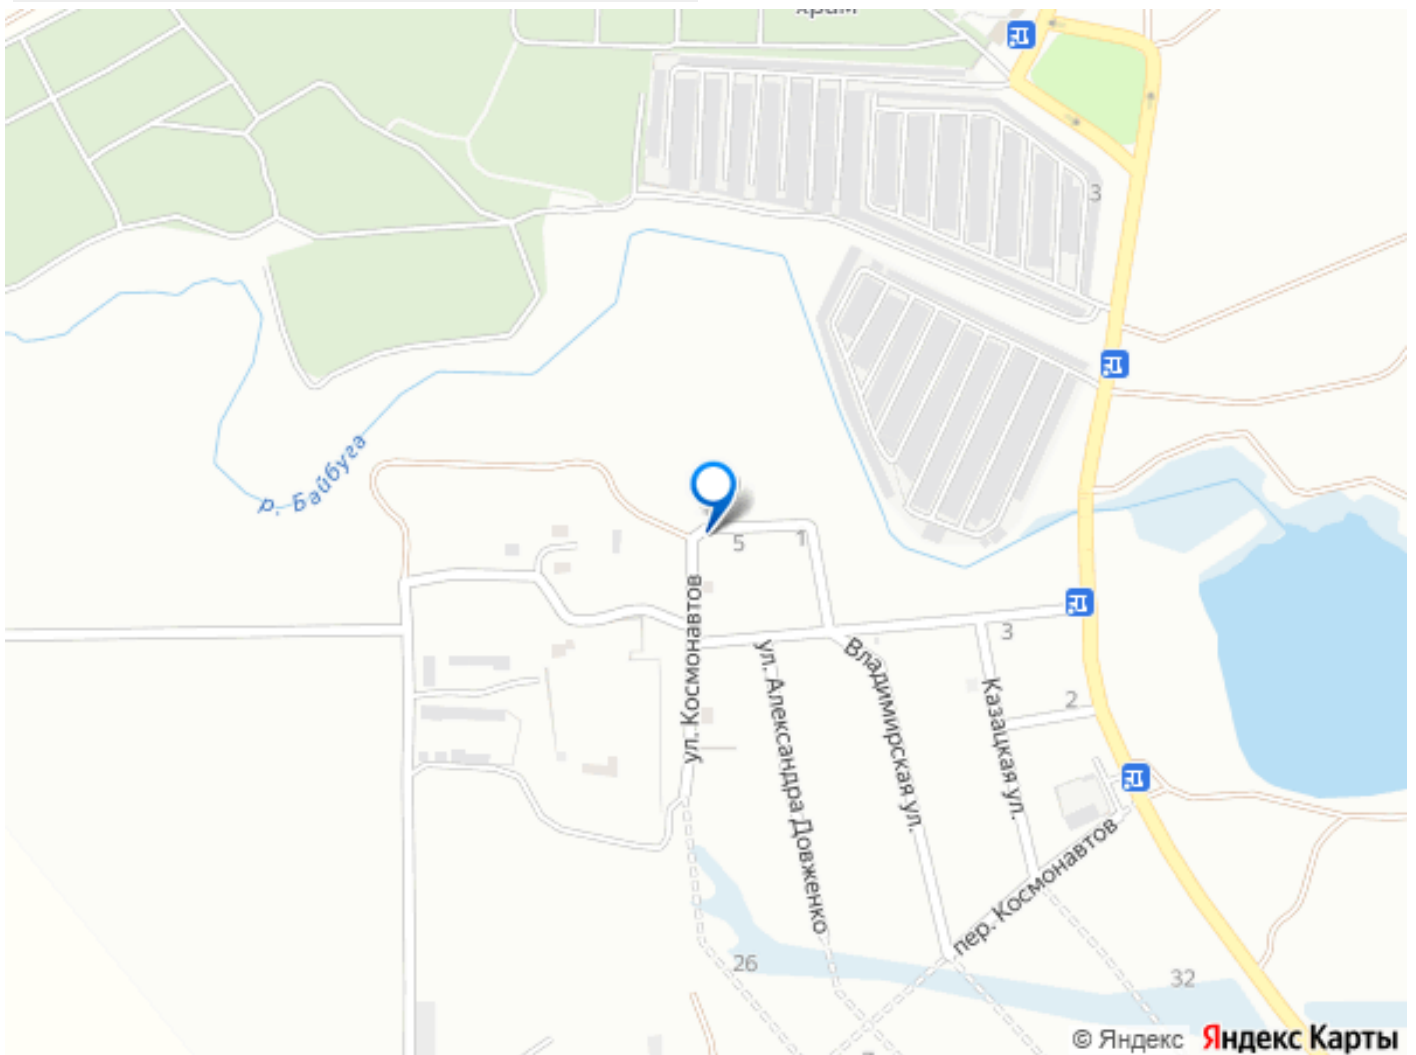 храм
3
р. Байбуга
5
1
ул. Космонавтов
3
ул. Александра Довженко
Владимирская ул.
Казацкая ул.
2
пер. Космонавтов
26
32
© Яндекс Яндекс Карты